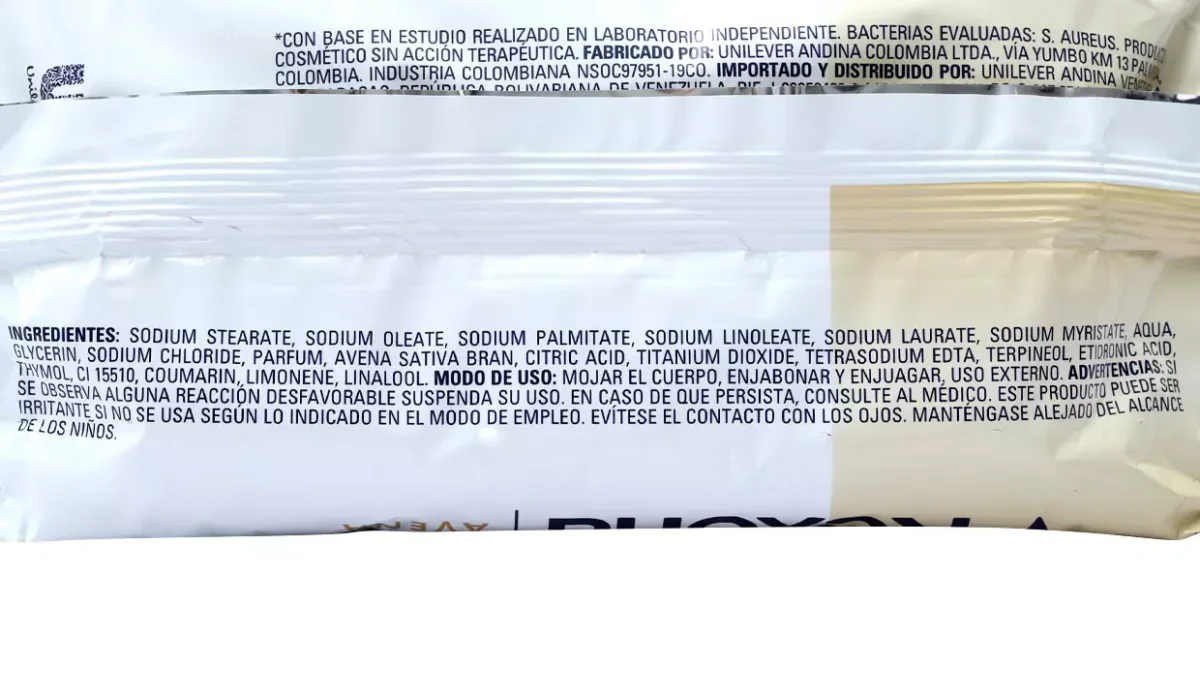 *CON BASE EN ESTUDIO REALIZADO EN LABORATORIO INDEPENDIENTE. BACTERIAS EVALUADAS: S. AUREUS.
COSMÉTICO SIN ACCIÓN TERAPÉUTICA. FABRICADO POR: UNILEVER ANDINA COLOMBIA LTDA., VÍA YUMBO KM 13
COLOMBIA. INDUSTRIA COLOMBIANA NSOC97951-19CO. IMPORTADO Y DISTRIBUIDO POR: UNILEVER ANDINA
REPÚBLICA BOLIVARIANA DE VENEZUELA.
INGREDIENTES: SODIUM STEARATE, SODIUM OLEATE, SODIUM PALMITATE, SODIUM LINOLEATE, SODIUM LAURATE, SODIUM MYRISTATE, AQUA,
GLYCERIN, SODIUM CHLORIDE, PARFUM, AVENA SATIVA BRAN, CITRIC ACID, TITANIUM DIOXIDE, TETRASODIUM EDTA, TERPINEOL, ETIDRONIC ACID,
THYMOL, CI 15510, COUMARIN, LIMONENE, LINALOOL. MODO DE USO: MOJAR EL CUERPO, ENJABONAR Y ENJUAGAR, USO EXTERNO. ADVERTENCIAS: SI
SE OBSERVA ALGUNA REACCIÓN DESFAVORABLE SUSPENDA SU USO. EN CASO DE QUE PERSISTA, CONSULTE AL MÉDICO. ESTE PRODUCTO PUEDE SER
IRRITANTE SI NO SE USA SEGÚN LO INDICADO EN EL MODO DE EMPLEO. EVÍTESE EL CONTACTO CON LOS OJOS. MANTÉNGASE ALEJADO DEL ALCANCE
DE LOS NIÑOS.
AVENA